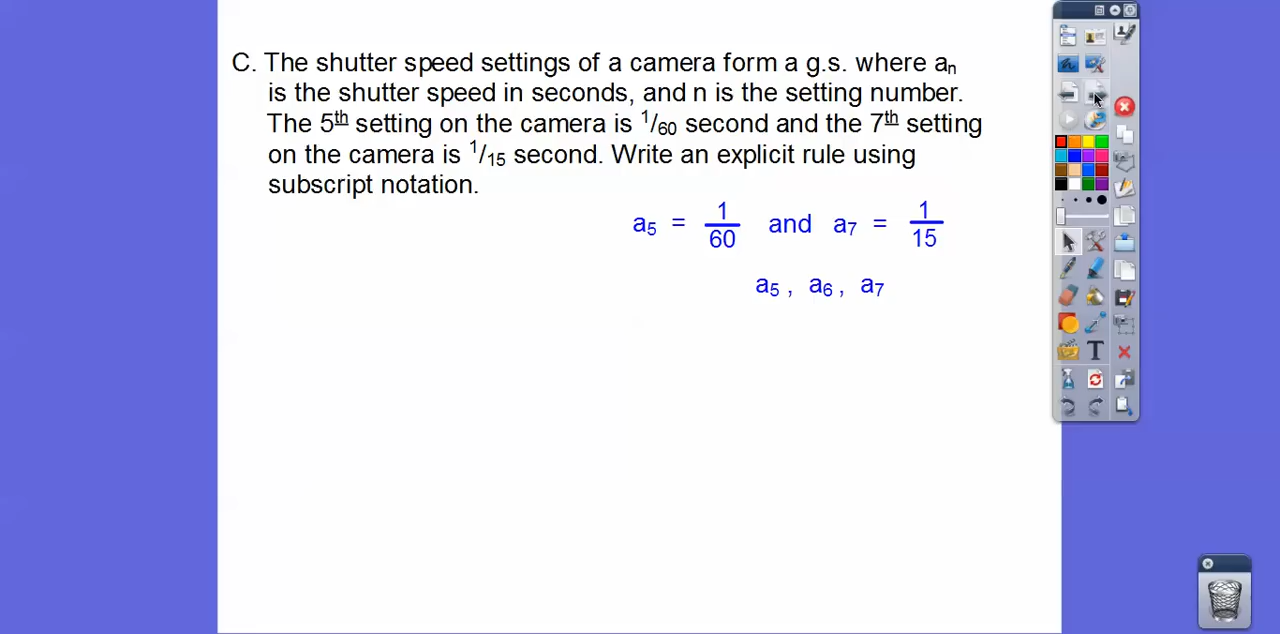 C. The shutter speed settings of a camera form a g.s. where aₙ
is the shutter speed in seconds, and n is the setting number.
The 5th setting on the camera is 1/60 second and the 7th setting
on the camera is 1/15 second. Write an explicit rule using
subscript notation.
a₅ = 1/60 and a₇ = 1/15
a₅ , a₆ , a₇